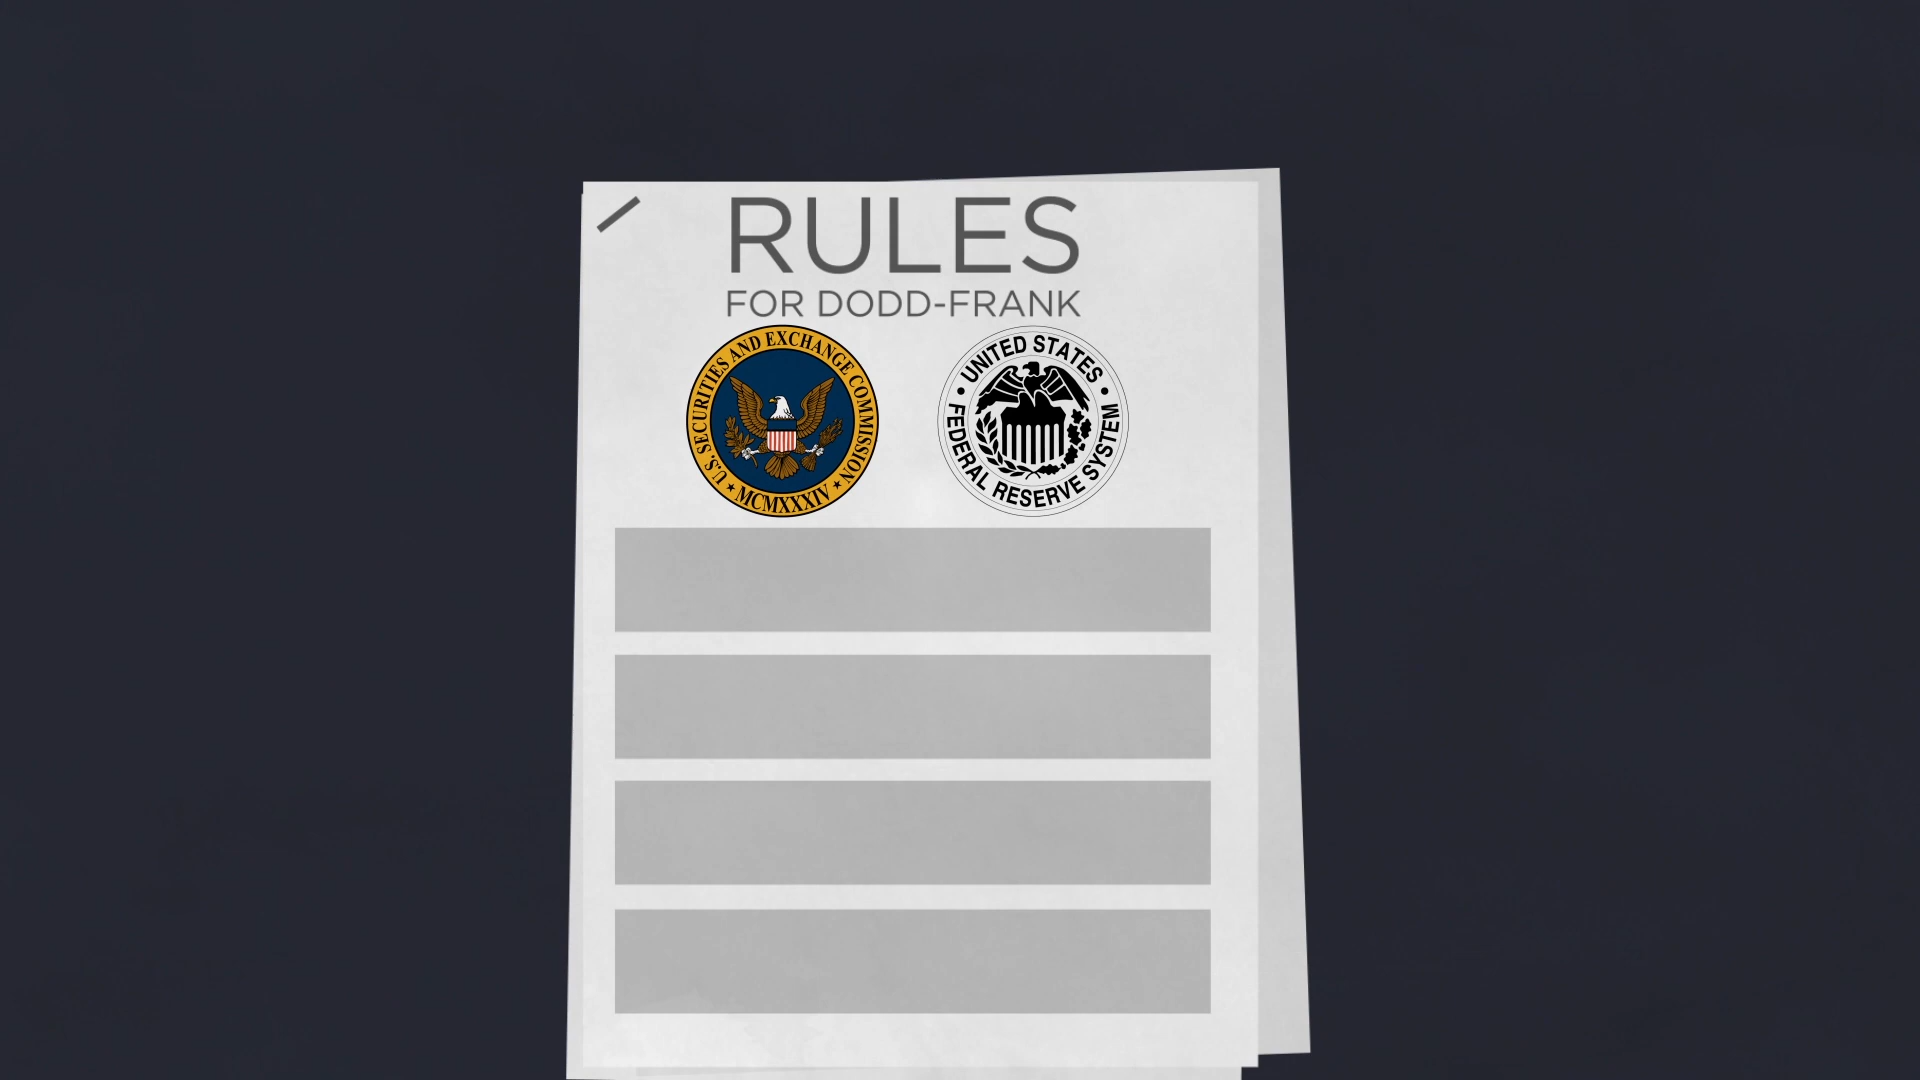 RULES
FOR DODD-FRANK
U.S. SECURITIES AND EXCHANGE COMMISSION
★ MCMXXXIV ★
• UNITED STATES •
FEDERAL RESERVE SYSTEM